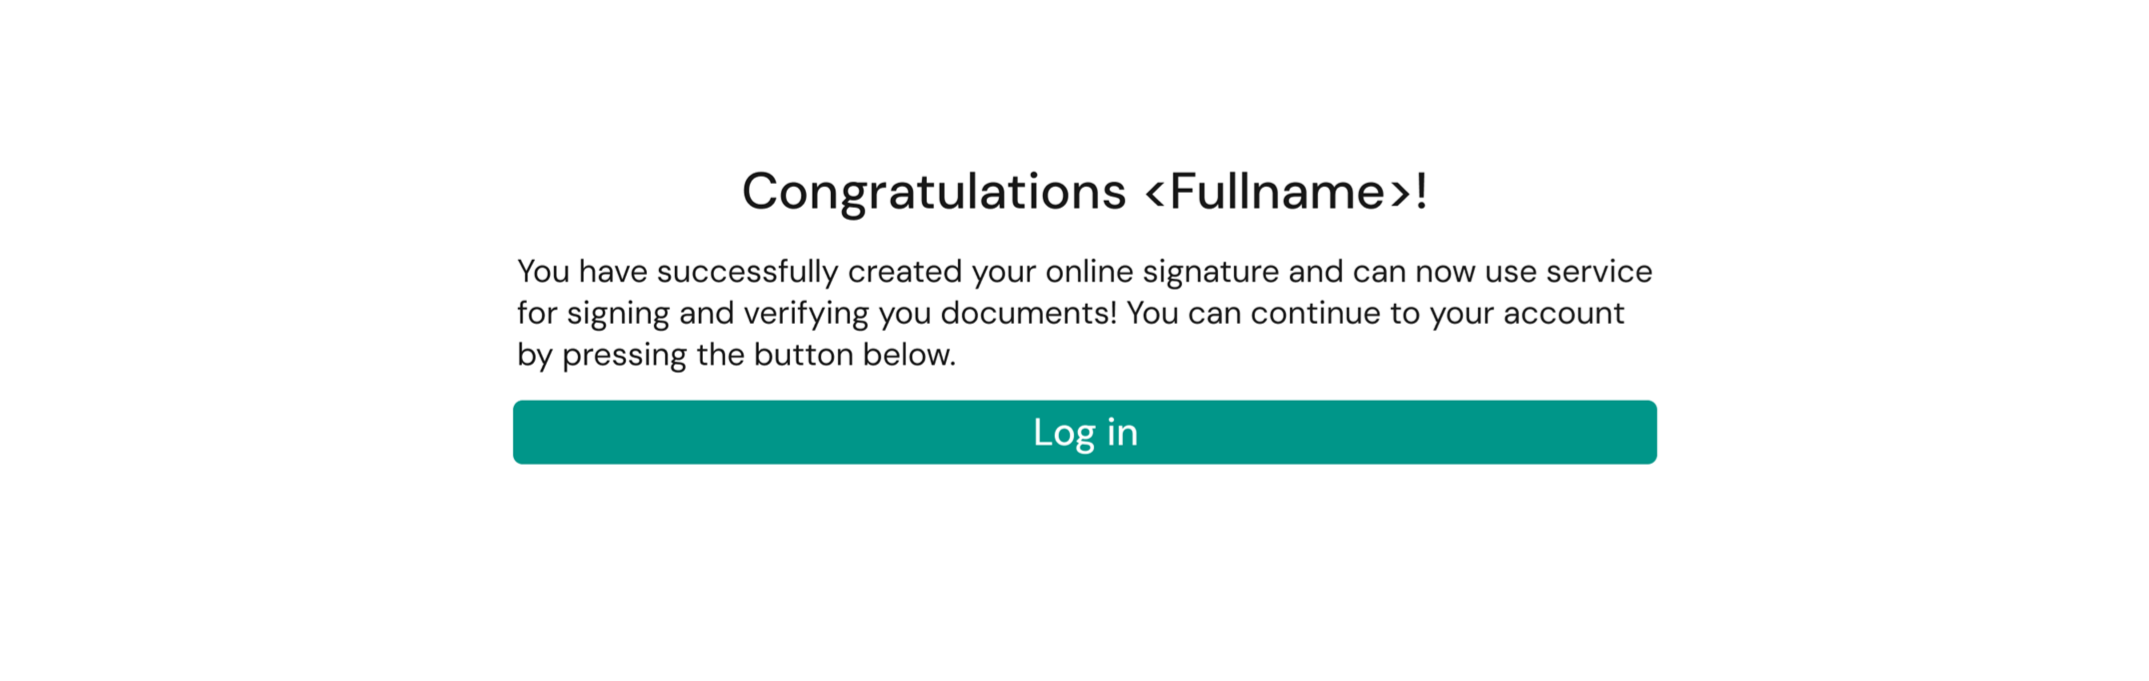 Congratulations <Fullname>!
You have successfully created your online signature and can now use service
for signing and verifying you documents! You can continue to your account
by pressing the button below.
Log in